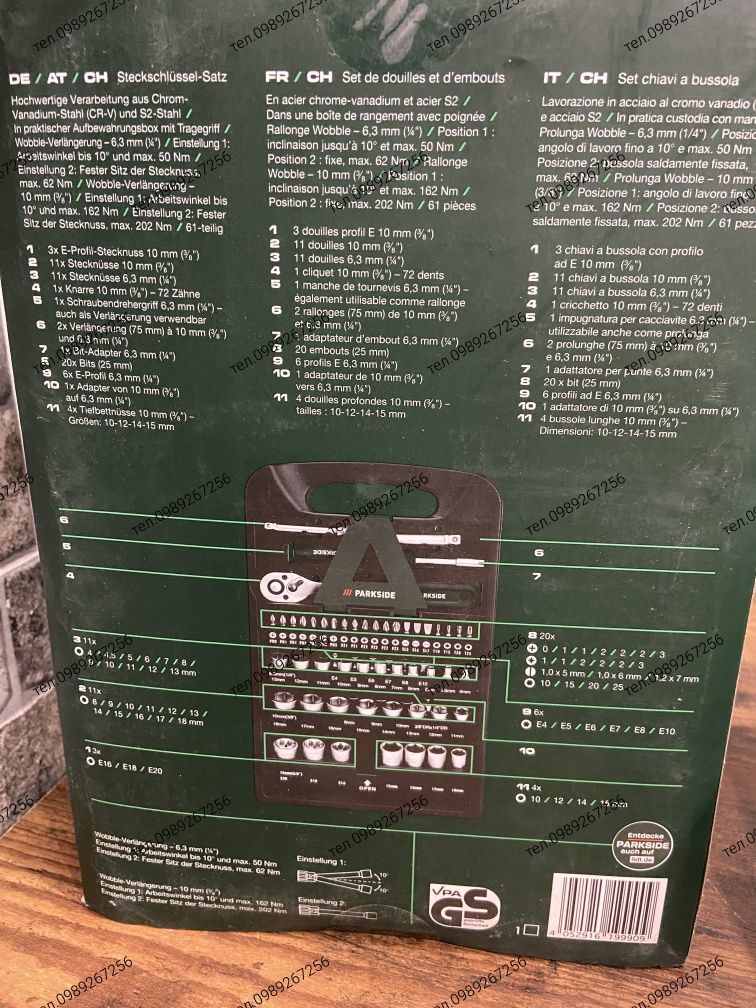 DE / AT / CH Steckschlüssel-Satz
Hochwertige Verarbeitung aus Chrom-
Vanadium-Stahl (CR-V) und S2-Stahl /
In praktischer Aufbewahrungsbox mit Tragegriff /
Wobble-Verlängerung – 6,3 mm (¼") / Einstellung 1:
Arbeitswinkel bis 10° und max. 50 Nm /
Einstellung 2: Fester Sitz der Stecknuss,
max. 62 Nm / Wobble-Verlängerung –
10 mm (⅜") / Einstellung 1: Arbeitswinkel bis
10° und max. 162 Nm / Einstellung 2: Fester
Sitz der Stecknuss, max. 202 Nm / 61-teilig
1 3x E-Profil-Stecknuss 10 mm (⅜")
2 11x Stecknüsse 10 mm (⅜")
3 11x Stecknüsse 6,3 mm (¼")
4 1x Knarre 10 mm (⅜") – 72 Zähne
5 1x Schraubendrehergriff 6,3 mm (¼") –
auch als Verlängerung verwendbar
6 2x Verlängerung (75 mm) à 10 mm (⅜")
und 6,3 mm (¼")
7 1x Bit-Adapter 6,3 mm (¼")
8 20x Bits (25 mm)
9 6x E-Profil 6,3 mm (¼")
10 1x Adapter von 10 mm (⅜")
auf 6,3 mm (¼")
11 4x Tiefbettnüsse 10 mm (⅜") –
Größen: 10-12-14-15 mm
FR / CH Set de douilles et d'embouts
En acier chrome-vanadium et acier S2 /
Dans une boîte de rangement avec poignée /
Rallonge Wobble – 6,3 mm (¼") / Position 1 :
inclinaison jusqu'à 10° et max. 50 Nm /
Position 2 : fixe, max. 62 Nm / Rallonge
Wobble – 10 mm (⅜") / Position 1 :
inclinaison jusqu'à 10° et max. 162 Nm /
Position 2 : fixe, max. 202 Nm / 61 pièces
1 3 douilles profil E 10 mm (⅜")
2 11 douilles 10 mm (⅜")
3 11 douilles 6,3 mm (¼")
4 1 cliquet 10 mm (⅜") – 72 dents
5 1 manche de tournevis 6,3 mm (¼") –
également utilisable comme rallonge
6 2 rallonges (75 mm) de 10 mm (⅜")
et 6,3 mm (¼")
7 1 adaptateur d'embout 6,3 mm (¼")
8 20 embouts (25 mm)
9 6 profils E 6,3 mm (¼")
10 1 adaptateur de 10 mm (⅜")
vers 6,3 mm (¼")
11 4 douilles profondes 10 mm (⅜") –
tailles : 10-12-14-15 mm
IT / CH Set chiavi a bussola
Lavorazione in acciaio al cromo vanadio (
e acciaio S2 / In pratica custodia con man
Prolunga Wobble – 6,3 mm (1/4") / Posizio
angolo di lavoro fino a 10° e max. 50 Nm
Posizione 2: bussola saldamente fissata,
max. 62 Nm / Prolunga Wobble – 10 mm
(3/8") / Posizione 1: angolo di lavoro fino
a 10° e max. 162 Nm / Posizione 2: bussola
saldamente fissata, max. 202 Nm / 61 pezz
1 3 chiavi a bussola con profilo
ad E 10 mm (⅜")
2 11 chiavi a bussola 10 mm (⅜")
3 11 chiavi a bussola 6,3 mm (¼")
4 1 cricchetto 10 mm (⅜") – 72 denti
5 1 impugnatura per cacciavite 6,3 mm (¼") –
utilizzabile anche come prolunga
6 2 prolunghe (75 mm) à 10 mm (⅜")
e 6,3 mm (¼")
7 1 adattatore per punte 6,3 mm (¼")
8 20 x bit (25 mm)
9 6 profili ad E 6,3 mm (¼")
10 1 adattatore di 10 mm (⅜") su 6,3 mm (¼")
11 4 bussole lunghe 10 mm (⅜") –
Dimensioni: 10-12-14-15 mm
6
5
4
3 11x
4 / 4,5 / 5 / 6 / 7 / 8 /
9 / 10 / 11 / 12 / 13 mm
2 11x
8 / 9 / 10 / 11 / 12 / 13 /
14 / 15 / 16 / 17 / 18 mm
1 3x
E16 / E18 / E20
PARKSIDE
/// PARKSIDE
PARKSIDE
OPEN
6
7
8 20x
0 / 1 / 1 / 2 / 2 / 2 / 3
1 / 1 / 2 / 2 / 2 / 3
1,0 x 5 mm / 1,0 x 6 mm / 1,2 x 7 mm
10 / 15 / 20 / 25
9 6x
E4 / E5 / E6 / E7 / E8 / E10
10
11 4x
10 / 12 / 14 / 15 mm
Wobble-Verlängerung – 6,3 mm (¼")
Einstellung 1: Arbeitswinkel bis 10° und max. 50 Nm
Einstellung 2: Fester Sitz der Stecknuss, max. 62 Nm
Wobble-Verlängerung – 10 mm (⅜")
Einstellung 1: Arbeitswinkel bis 10° und max. 162 Nm
Einstellung 2: Fester Sitz der Stecknuss, max. 202 Nm
Einstellung 1:
10°
10°
Einstellung 2:
VPA
GS
geprüfte
Sicherheit
Entdecke
PARKSIDE
auch auf
lidl.de
1
4 052916 199909
тел.0989267256